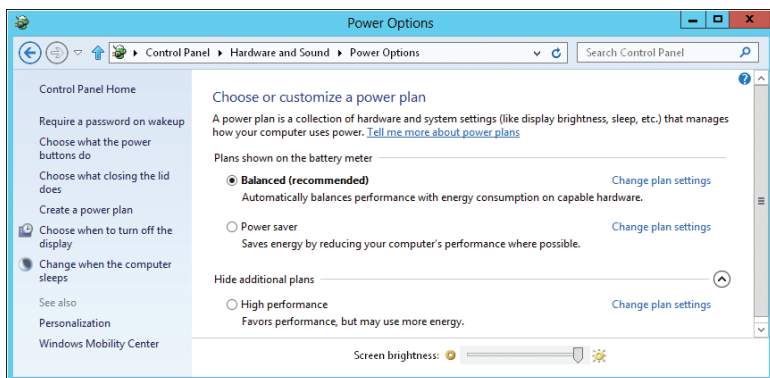 Power Options
Control Panel Hardware and Sound Power Options
Search Control Panel
Control Panel Home
Require a password on wakeup
Choose what the power
buttons do
Choose what closing the lid
does
Create a power plan
Choose when to turn off the
display
Change when the computer
sleeps
See also
Personalization
Windows Mobility Center
Choose or customize a power plan
A power plan is a collection of hardware and system settings (like display brightness, sleep, etc.) that manages
how your computer uses power. Tell me more about power plans
Plans shown on the battery meter
Balanced (recommended) Change plan settings
Automatically balances performance with energy consumption on capable hardware.
Power saver Change plan settings
Saves energy by reducing your computer's performance where possible.
Hide additional plans
High performance Change plan settings
Favors performance, but may use more energy.
Screen brightness: